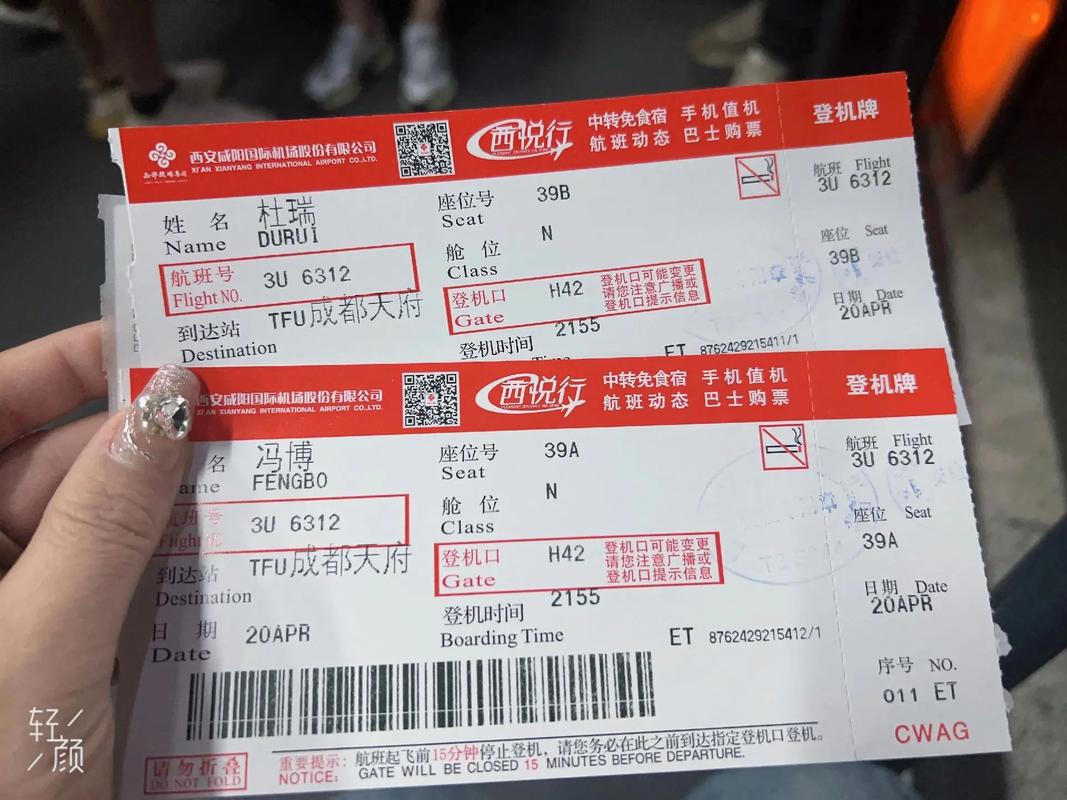 西安咸阳国际机场股份有限公司
XI'AN XIANYANG INTERNATIONAL AIRPORT CO.,LTD.
西悦行
中转免食宿 手机值机
航班动态 巴士购票
登机牌
姓 名 杜瑞
Name DURUI
座位号 39B
Seat
舱 位 N
Class
航班号 3U 6312
Flight NO.
登机口 H42
Gate
登机口可能变更
请您注意广播或
登机口提示信息
到达站 TFU成都天府
Destination
登机时间 2155
ET 8762429215411/1
航班 Flight
3U 6312
座位 Seat
39B
日期 Date
20APR
西安咸阳国际机场股份有限公司
XI'AN XIANYANG INTERNATIONAL AIRPORT CO.,LTD.
西悦行
中转免食宿 手机值机
航班动态 巴士购票
登机牌
名 冯博
ame FENGBO
座位号 39A
Seat
舱 位 N
Class
航班号 3U 6312
Flight NO.
登机口 H42
Gate
登机口可能变更
请您注意广播或
登机口提示信息
到达站 TFU成都天府
Destination
登机时间 2155
Boarding Time
日 期 20APR
Date
ET 8762429215412/1
航班 Flight
3U 6312
座位 Seat
39A
日期 Date
20APR
序号 NO.
011 ET
CWAG
请勿折叠
DO NOT FOLD
重要提示：航班起飞前15分钟停止登机，请您务必在此之前到达指定登机口登机。
NOTICE: GATE WILL BE CLOSED 15 MINUTES BEFORE DEPARTURE.
轻颜